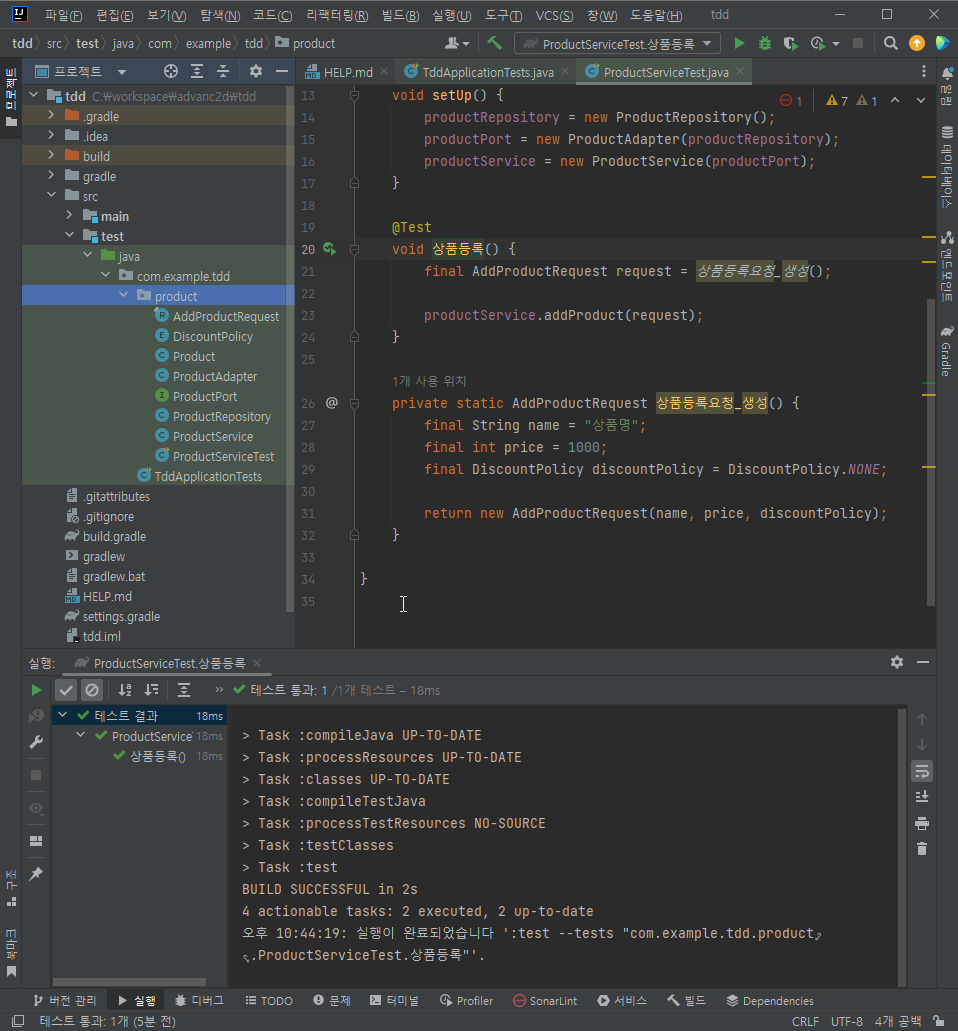 파일(F) 편집(E) 보기(V) 탐색(N) 코드(C) 리팩터링(R) 빌드(B) 실행(U) 도구(T) VCS(S) 창(W) 도움말(H) tdd
tdd src test java com example tdd product ProductServiceTest.상품등록
프로젝트
프로젝트
HELP.md
TddApplicationTests.java
ProductServiceTest.java
알림
데이터베이스
엔드포인트
Gradle
tdd C:₩workspace₩advanc2d₩tdd
.gradle
.idea
build
gradle
src
main
test
java
com.example.tdd
product
AddProductRequest
DiscountPolicy
Product
ProductAdapter
ProductPort
ProductRepository
ProductService
ProductServiceTest
TddApplicationTests
.gitattributes
.gitignore
build.gradle
gradlew
gradlew.bat
HELP.md
settings.gradle
tdd.iml
1 7 1
13 void setUp() {
14 productRepository = new ProductRepository();
15 productPort = new ProductAdapter(productRepository);
16 productService = new ProductService(productPort);
17 }
18
19 @Test
20 void 상품등록() {
21 final AddProductRequest request = 상품등록요청_생성();
22
23 productService.addProduct(request);
24 }
25
1개 사용 위치
26 @ private static AddProductRequest 상품등록요청_생성() {
27 final String name = "상품명";
28 final int price = 1000;
29 final DiscountPolicy discountPolicy = DiscountPolicy.NONE;
30
31 return new AddProductRequest(name, price, discountPolicy);
32 }
33
34 }
35
실행: ProductServiceTest.상품등록
테스트 통과: 1 /1개 테스트 – 18ms
테스트 결과 18ms
ProductService 18ms
상품등록() 18ms
> Task :compileJava UP-TO-DATE
> Task :processResources UP-TO-DATE
> Task :classes UP-TO-DATE
> Task :compileTestJava
> Task :processTestResources NO-SOURCE
> Task :testClasses
> Task :test
BUILD SUCCESSFUL in 2s
4 actionable tasks: 2 executed, 2 up-to-date
오후 10:44:19: 실행이 완료되었습니다 ':test --tests "com.example.tdd.product
.ProductServiceTest.상품등록"'.
구조
북마크
버전 관리 실행 디버그 TODO 문제 터미널 Profiler SonarLint 서비스 빌드 Dependencies
테스트 통과: 1개 (5분 전) CRLF UTF-8 4개 공백